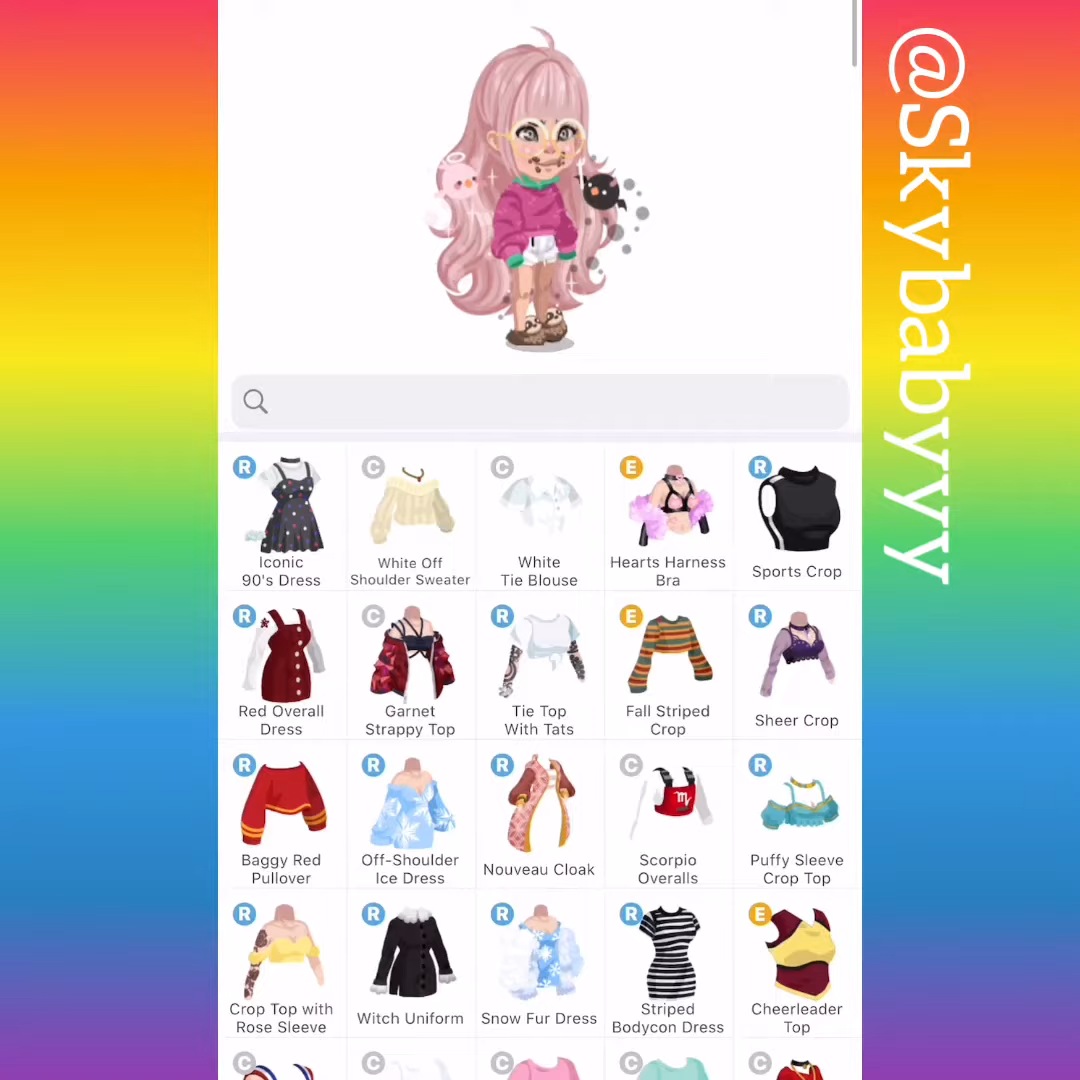 @Skybabyyy
R
Iconic
90's Dress
C
White Off
Shoulder Sweater
C
White
Tie Blouse
E
Hearts Harness
Bra
R
Sports Crop
R
Red Overall
Dress
C
Garnet
Strappy Top
R
Tie Top
With Tats
E
Fall Striped
Crop
R
Sheer Crop
R
Baggy Red
Pullover
R
Off-Shoulder
Ice Dress
R
Nouveau Cloak
C
Scorpio
Overalls
R
Puffy Sleeve
Crop Top
R
Crop Top with
Rose Sleeve
R
Witch Uniform
R
Snow Fur Dress
R
Striped
Bodycon Dress
E
Cheerleader
Top
C
C
C
C
C